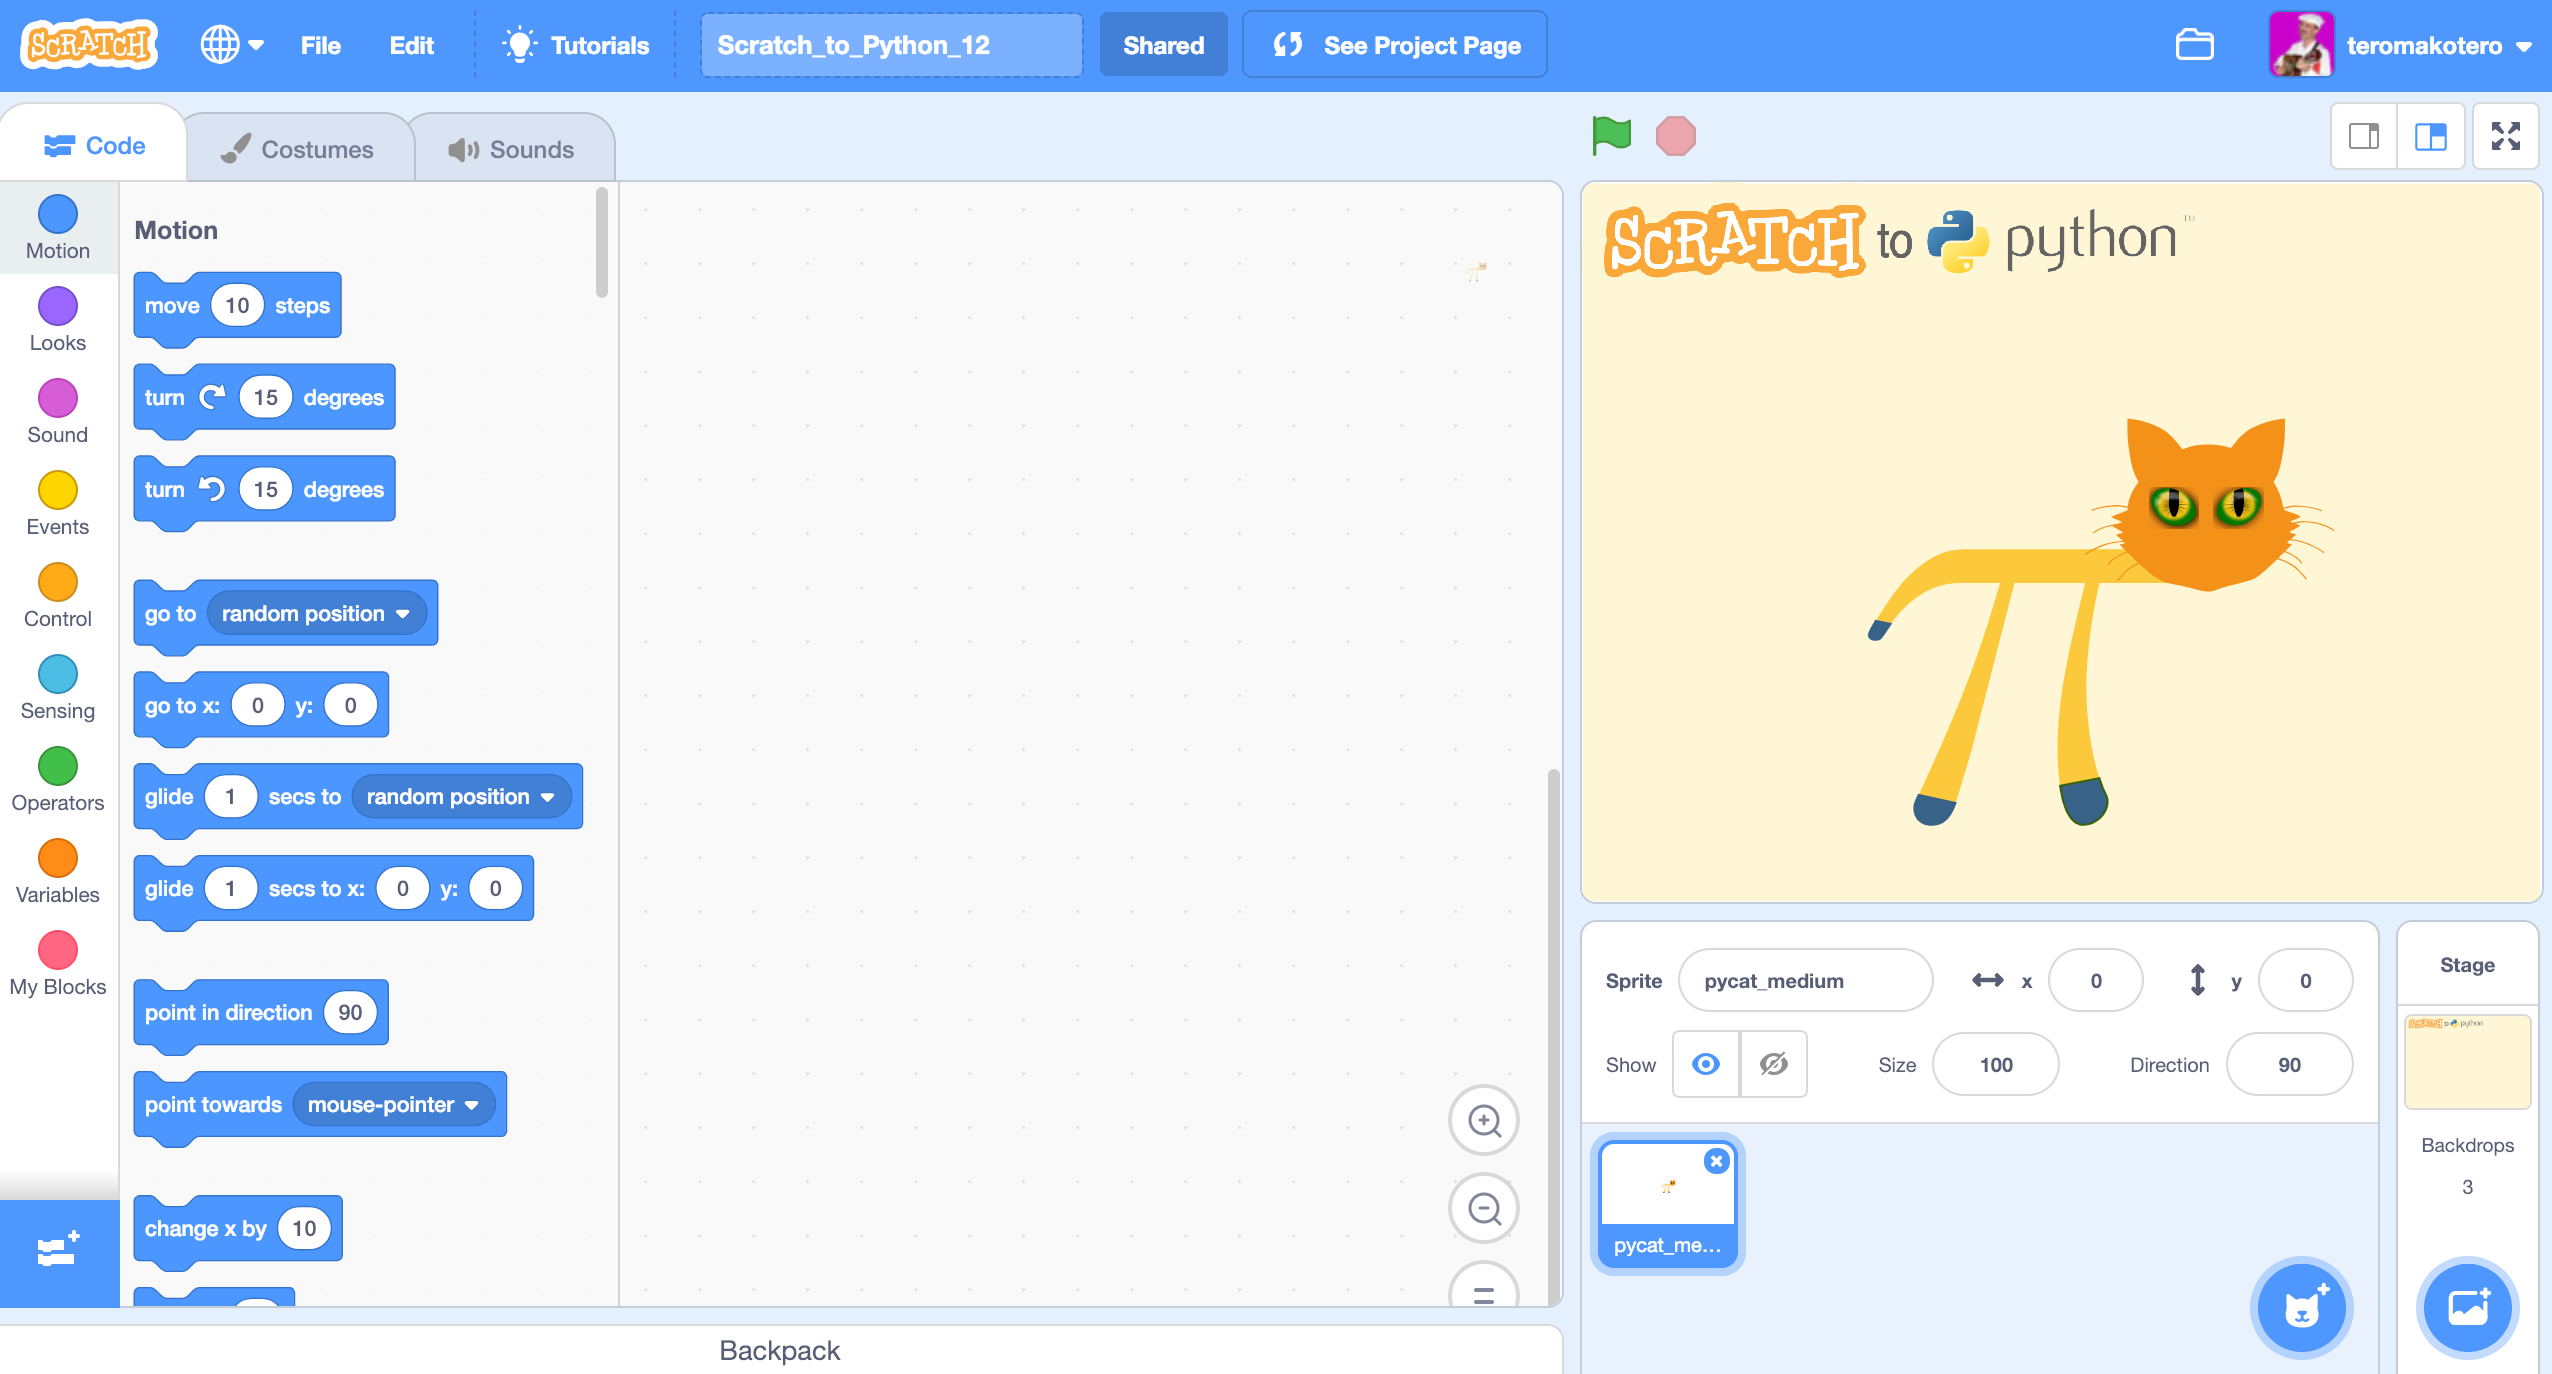 SCRATCH
File
Edit
Tutorials
Scratch_to_Python_12
Shared
See Project Page
teromakotero
Code
Costumes
Sounds
Motion
Looks
Sound
Events
Control
Sensing
Operators
Variables
My Blocks
Motion
move 10 steps
turn 15 degrees
turn 15 degrees
go to random position
go to x: 0 y: 0
glide 1 secs to random position
glide 1 secs to x: 0 y: 0
point in direction 90
point towards mouse-pointer
change x by 10
Backpack
SCRATCH to python™
Sprite pycat_medium x 0 y 0
Show Size 100 Direction 90
pycat_me...
Stage
SCRATCH to python
Backdrops
3